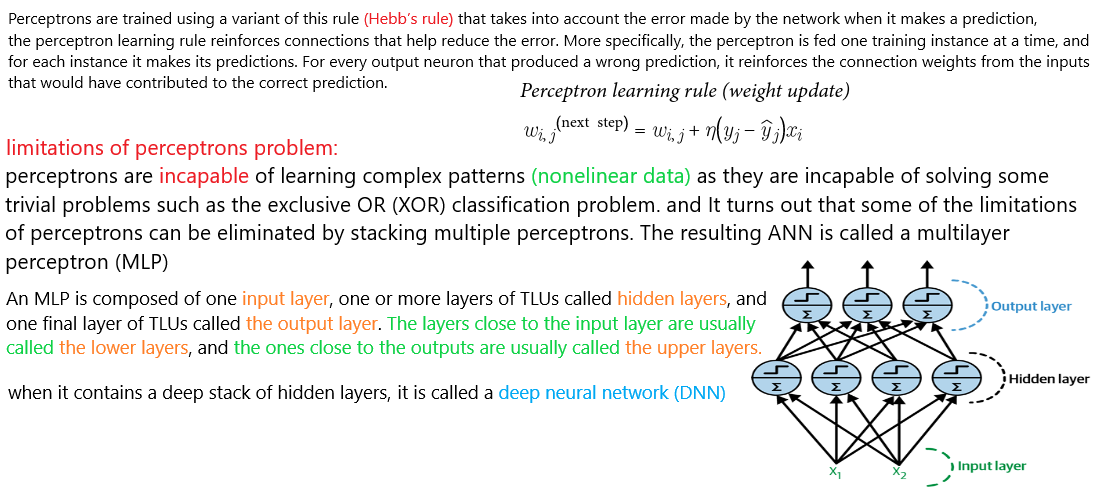 Perceptrons are trained using a variant of this rule (Hebb's rule) that takes into account the error made by the network when it makes a prediction,
the perceptron learning rule reinforces connections that help reduce the error. More specifically, the perceptron is fed one training instance at a time, and
for each instance it makes its predictions. For every output neuron that produced a wrong prediction, it reinforces the connection weights from the inputs
that would have contributed to the correct prediction.
Perceptron learning rule (weight update)
w_{i, j}^{(next step)} = w_{i, j} + η(y_j − ŷ_j)x_i
limitations of perceptrons problem:
perceptrons are incapable of learning complex patterns (nonelinear data) as they are incapable of solving some
trivial problems such as the exclusive OR (XOR) classification problem. and It turns out that some of the limitations
of perceptrons can be eliminated by stacking multiple perceptrons. The resulting ANN is called a multilayer
perceptron (MLP)
An MLP is composed of one input layer, one or more layers of TLUs called hidden layers, and
one final layer of TLUs called the output layer. The layers close to the input layer are usually
called the lower layers, and the ones close to the outputs are usually called the upper layers.
when it contains a deep stack of hidden layers, it is called a deep neural network (DNN)
Σ Σ Σ
Output layer
Σ Σ Σ Σ
Hidden layer
x₁ x₂
Input layer